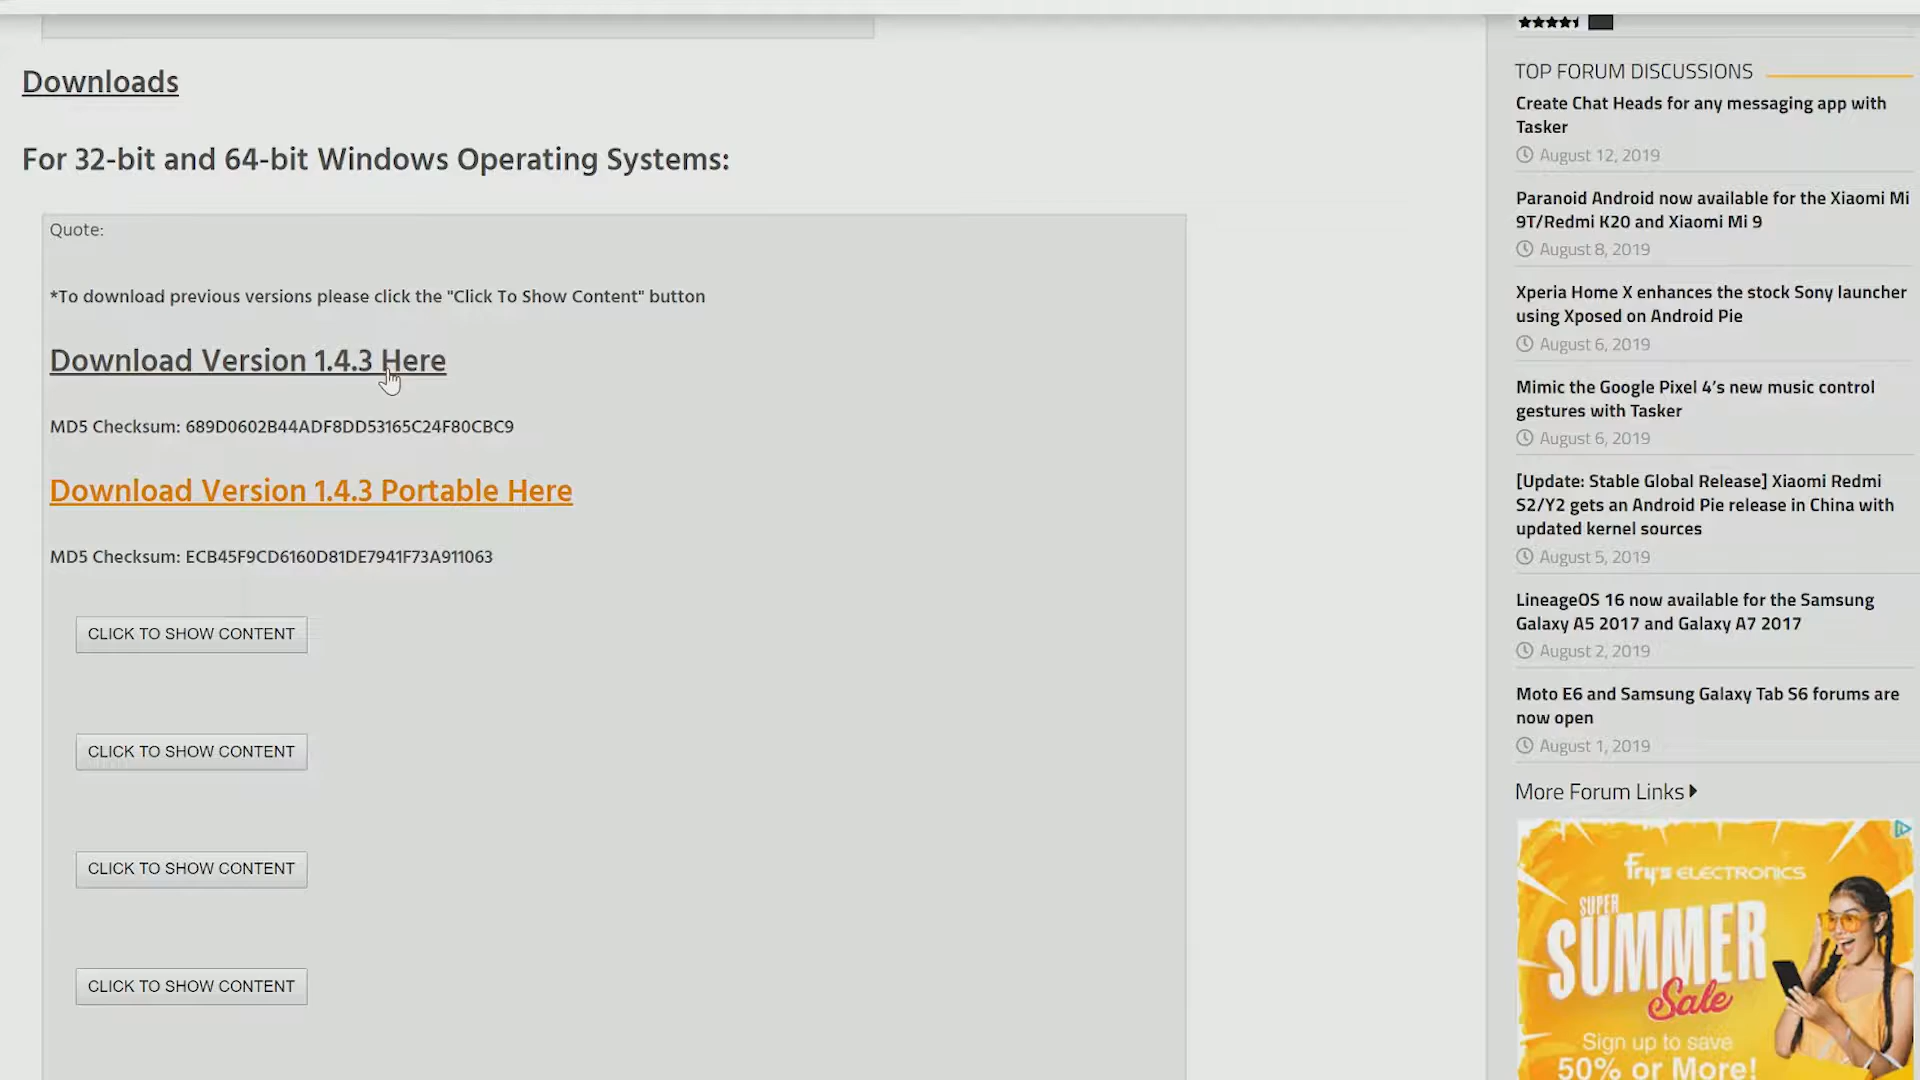 Downloads
For 32-bit and 64-bit Windows Operating Systems:
Quote:
*To download previous versions please click the "Click To Show Content" button
Download Version 1.4.3 Here
MD5 Checksum: 689D0602B44ADF8DD53165C24F80CBC9
Download Version 1.4.3 Portable Here
MD5 Checksum: ECB45F9CD6160D81DE7941F73A911063
CLICK TO SHOW CONTENT
CLICK TO SHOW CONTENT
CLICK TO SHOW CONTENT
CLICK TO SHOW CONTENT
TOP FORUM DISCUSSIONS
Create Chat Heads for any messaging app with
Tasker
August 12, 2019
Paranoid Android now available for the Xiaomi Mi
9T/Redmi K20 and Xiaomi Mi 9
August 8, 2019
Xperia Home X enhances the stock Sony launcher
using Xposed on Android Pie
August 6, 2019
Mimic the Google Pixel 4’s new music control
gestures with Tasker
August 6, 2019
[Update: Stable Global Release] Xiaomi Redmi
S2/Y2 gets an Android Pie release in China with
updated kernel sources
August 5, 2019
LineageOS 16 now available for the Samsung
Galaxy A5 2017 and Galaxy A7 2017
August 2, 2019
Moto E6 and Samsung Galaxy Tab S6 forums are
now open
August 1, 2019
More Forum Links
Fry's ELECTRONICS
SUPER
SUMMER
Sale
Sign up to save
50% or More!